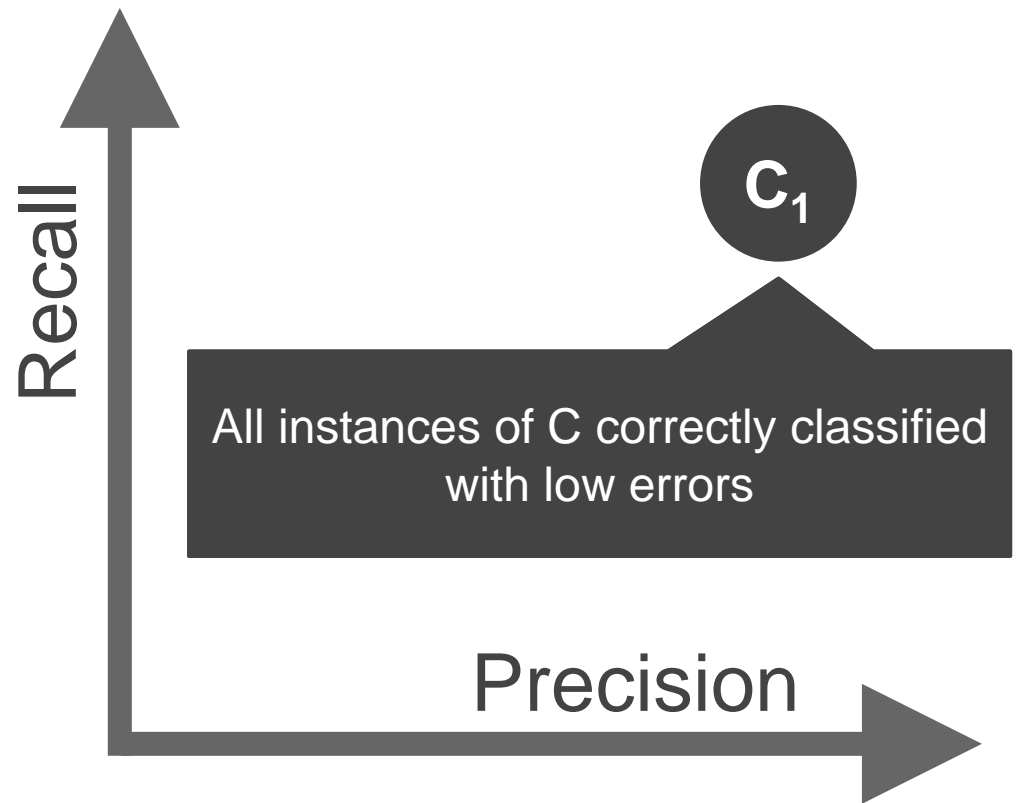 Recall
C₁
All instances of C correctly classified
with low errors
Precision